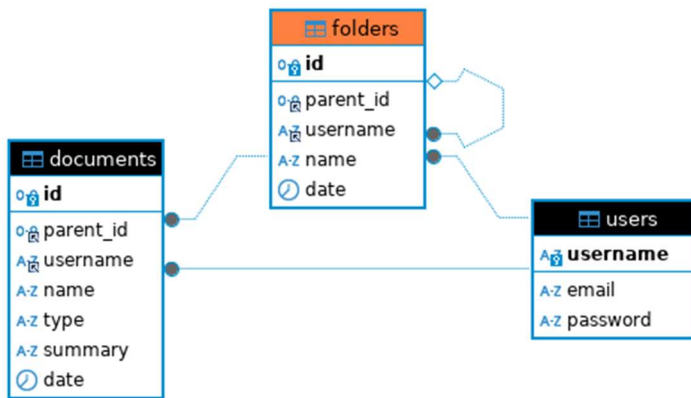 folders
id
parent_id
username
name
date
documents
id
parent_id
username
name
type
summary
date
users
username
email
password